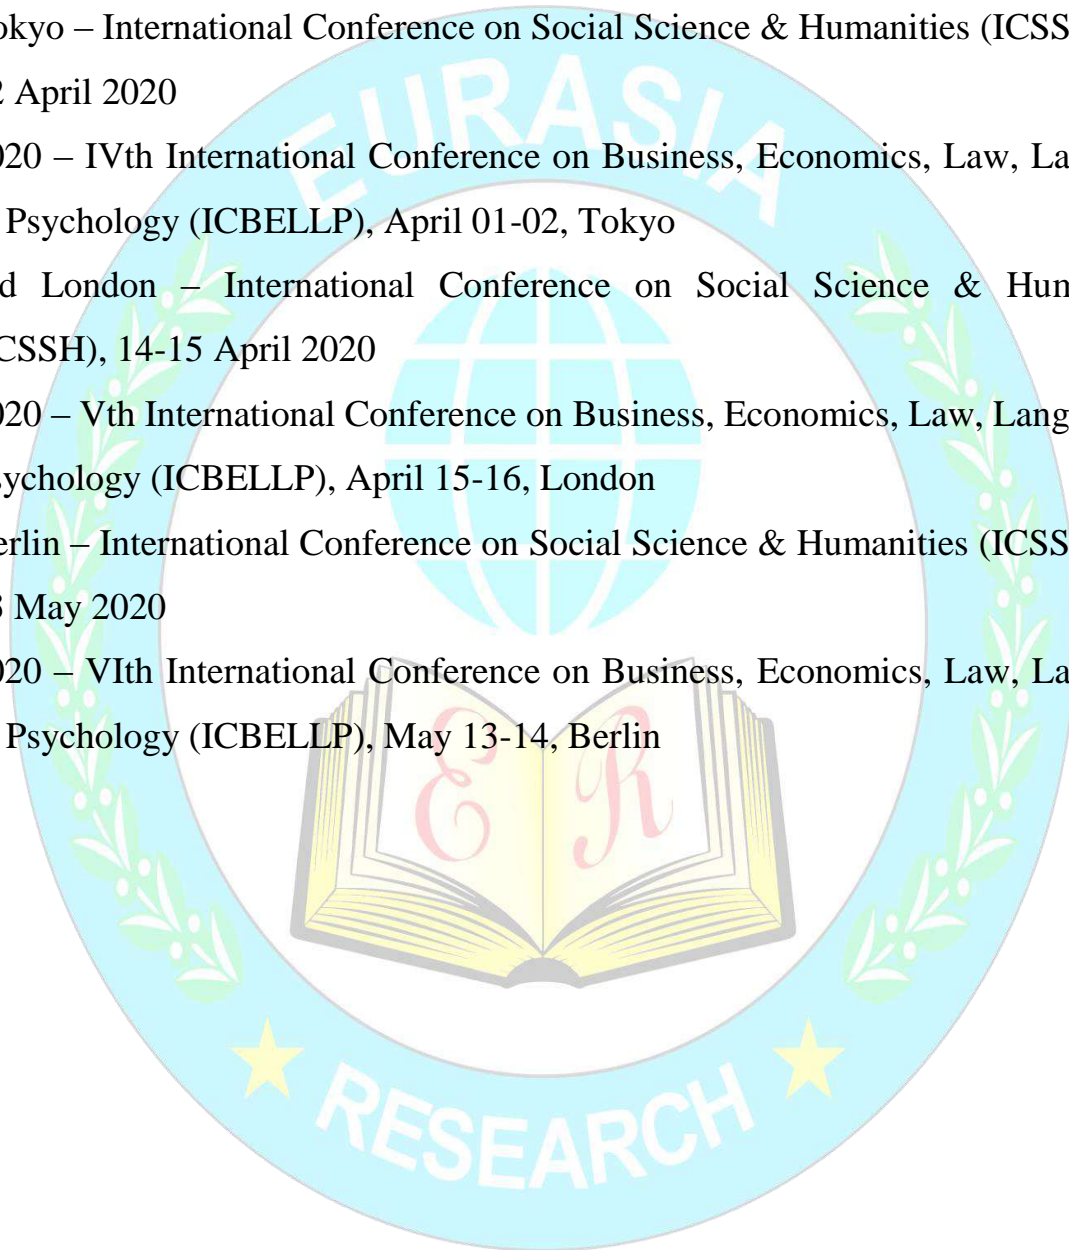 okyo – International Conference on Social Science & Humanities (ICSS
2 April 2020
020 – IVth International Conference on Business, Economics, Law, La
Psychology (ICBELLP), April 01-02, Tokyo
d London – International Conference on Social Science & Hum
CSSH), 14-15 April 2020
020 – Vth International Conference on Business, Economics, Law, Lang
sychology (ICBELLP), April 15-16, London
erlin – International Conference on Social Science & Humanities (ICSS
3 May 2020
020 – VIth International Conference on Business, Economics, Law, La
Psychology (ICBELLP), May 13-14, Berlin
EURASIA
E R
RESEARCH